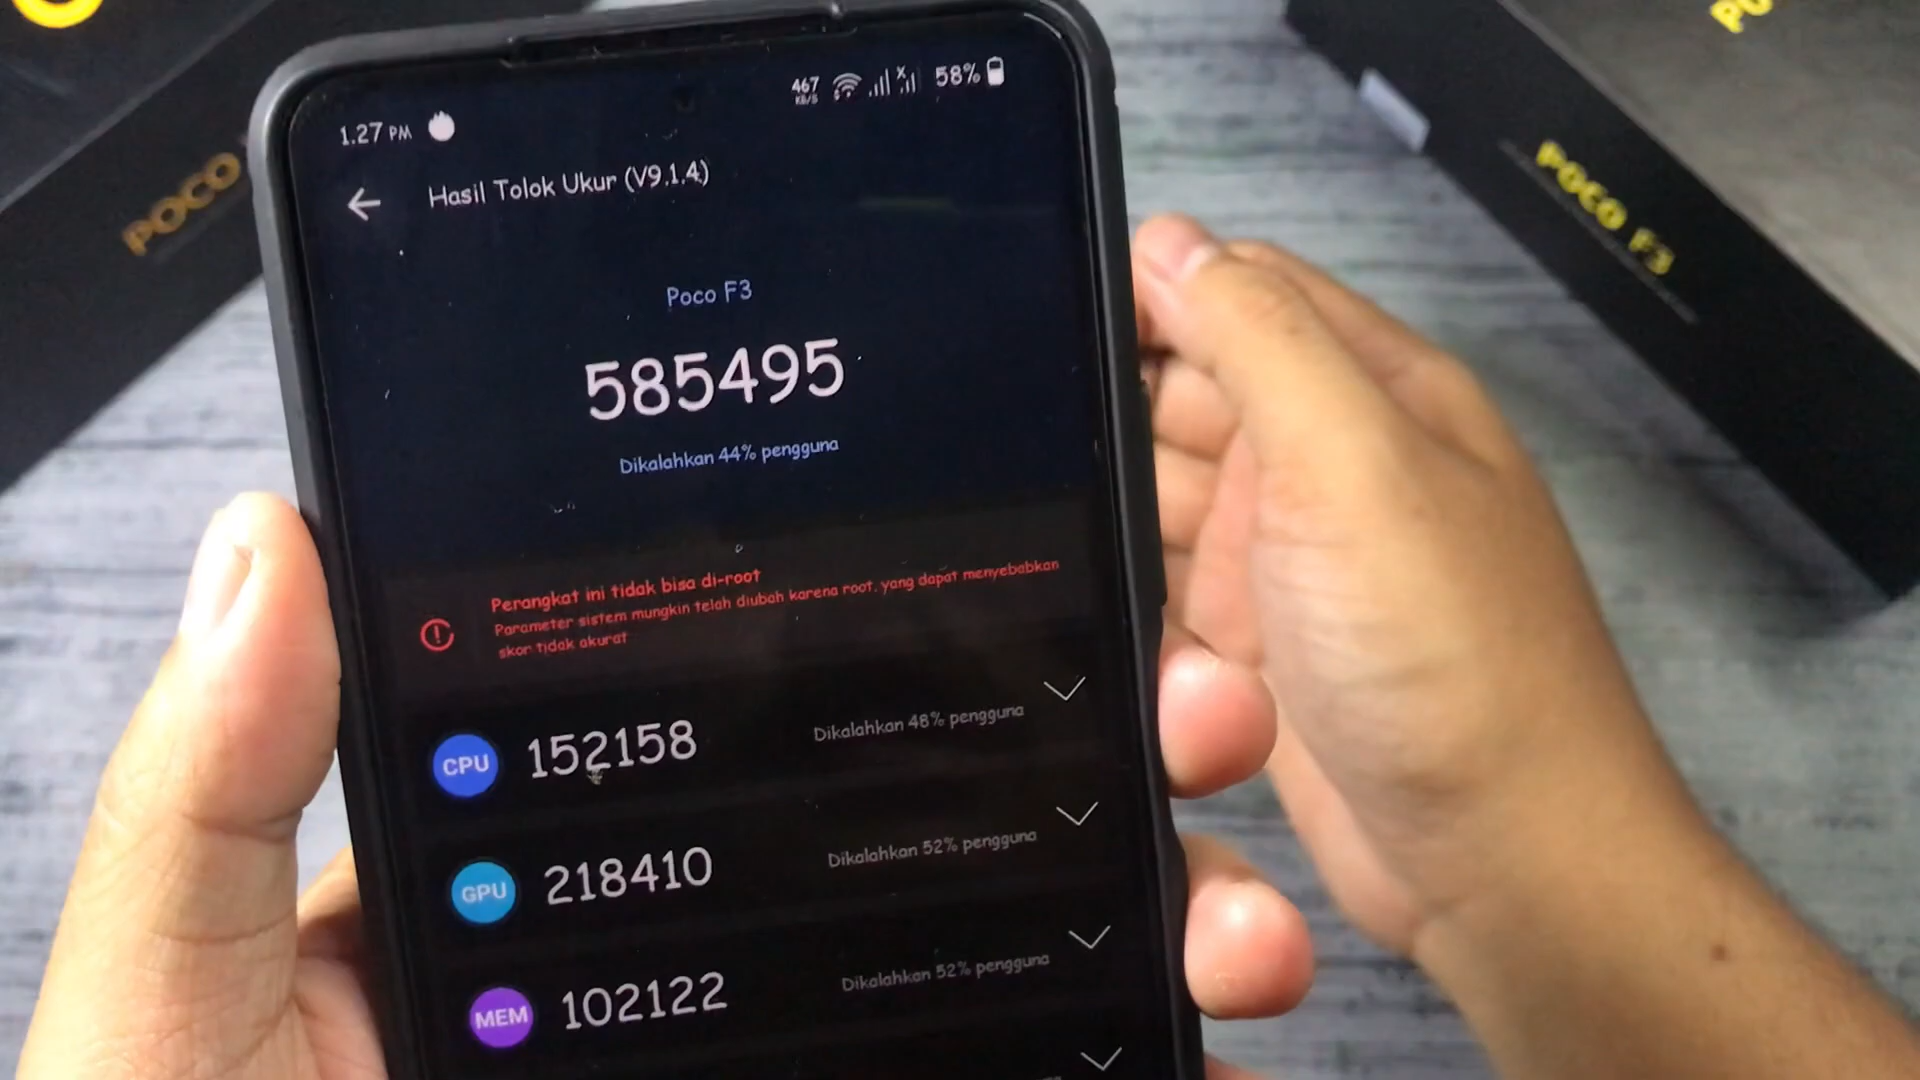 POCO
PO
POCO F3
467
KB/S
58%
1.27 PM
Hasil Tolok Ukur (V9.1.4)
Poco F3
585495
Dikalahkan 44% pengguna
Perangkat ini tidak bisa di-root
Parameter sistem mungkin telah diubah karena root, yang dapat menyebabkan
skor tidak akurat
CPU 152158 Dikalahkan 48% pengguna
GPU 218410 Dikalahkan 52% pengguna
MEM 102122 Dikalahkan 52% pengguna